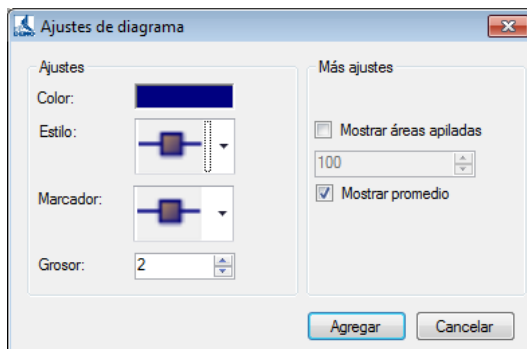 Ajustes de diagrama
Ajustes
Color:
Estilo:
Marcador:
Grosor:
2
Más ajustes
Mostrar áreas apiladas
100
Mostrar promedio
Agregar
Cancelar